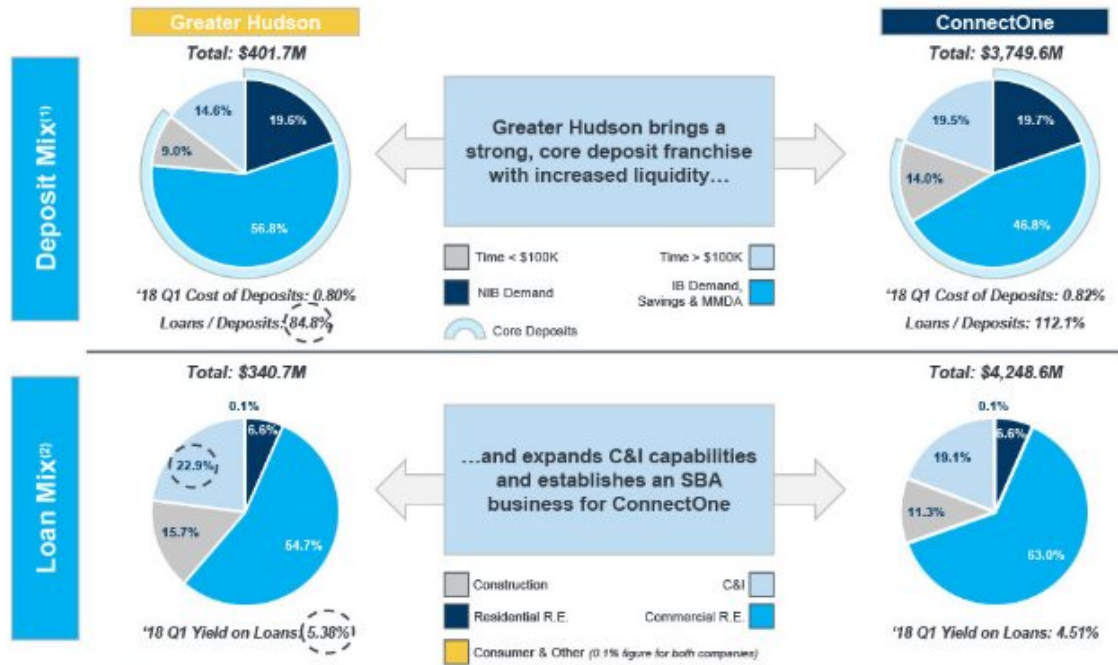 Greater Hudson
ConnectOne
Deposit Mix(1)
Total: $401.7M
14.6%
19.6%
9.0%
56.8%
'18 Q1 Cost of Deposits: 0.80%
Loans / Deposits: 84.8%
Greater Hudson brings a
strong, core deposit franchise
with increased liquidity…
Time < $100K
Time > $100K
NIB Demand
IB Demand,
Savings & MMDA
Core Deposits
Total: $3,749.6M
19.5%
19.7%
14.0%
46.8%
'18 Q1 Cost of Deposits: 0.82%
Loans / Deposits: 112.1%
Loan Mix(2)
Total: $340.7M
0.1%
6.6%
22.9%
15.7%
54.7%
'18 Q1 Yield on Loans: 5.38%
…and expands C&I capabilities
and establishes an SBA
business for ConnectOne
Construction
C&I
Residential R.E.
Commercial R.E.
Consumer & Other (0.1% figure for both companies)
Total: $4,248.6M
0.1%
6.6%
19.1%
11.3%
63.0%
'18 Q1 Yield on Loans: 4.51%